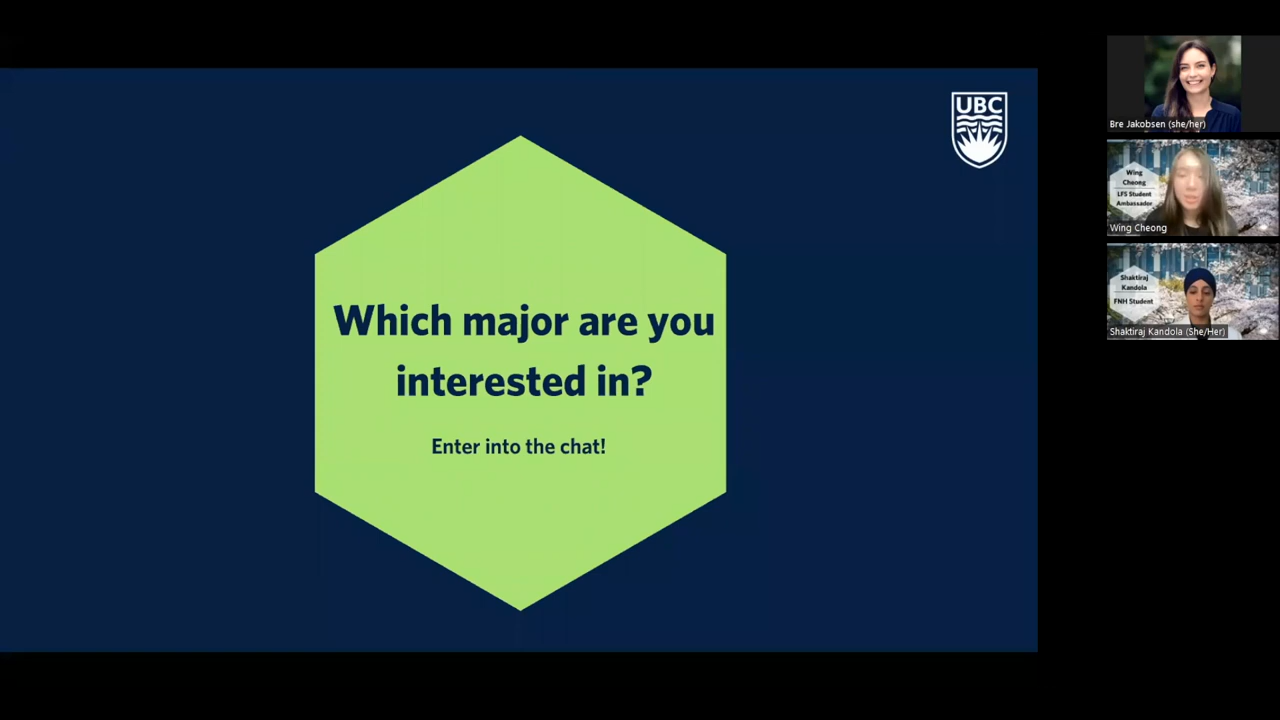 UBC
Which major are you
interested in?
Enter into the chat!
Bre Jakobsen (she/her)
Wing
Cheong
LFS Student
Ambassador
Wing Cheong
Shaktiraj
Kandola
FNH Student
Shaktiraj Kandola (She/Her)